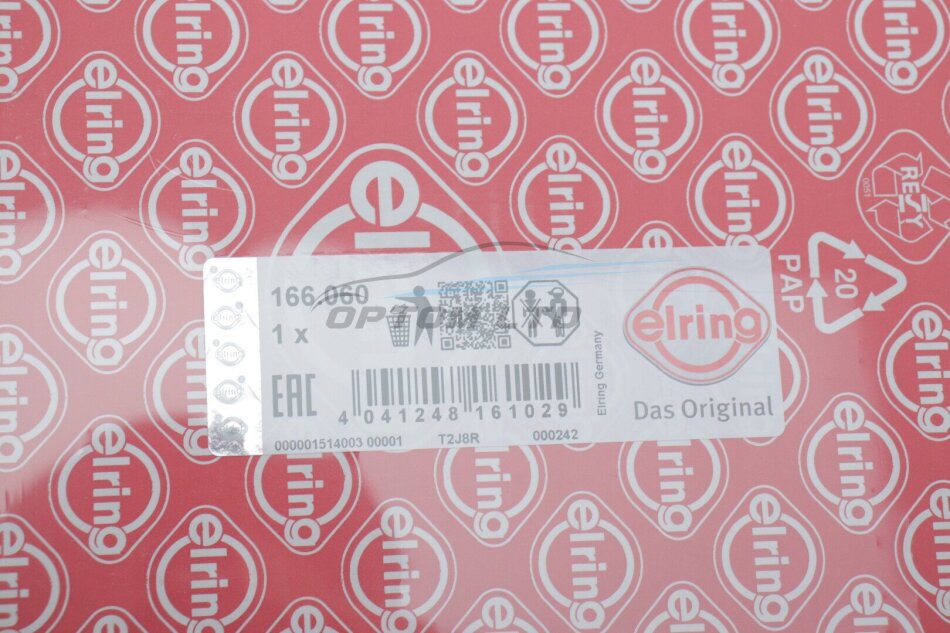 166.060
1 x
OPTOM LTD
EAC
4 041248 161029
000001514003 00001 T2J8R 000242
Elring Germany
elring
Das Original
20
PAP
RESY
elring